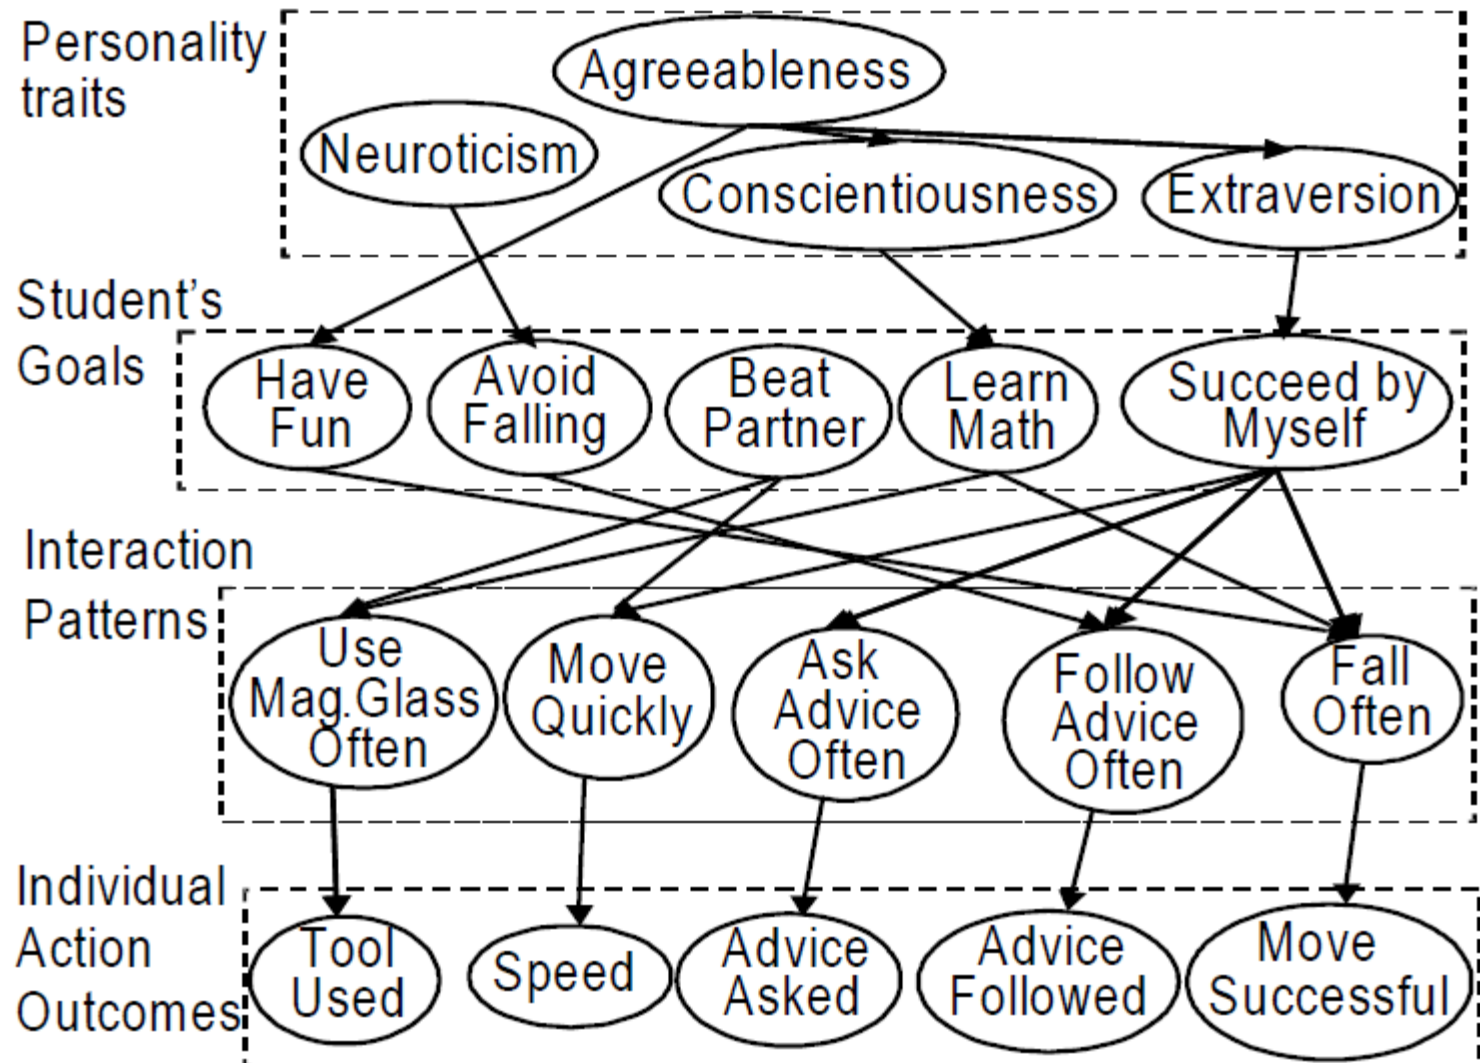 Personality
traits
Agreeableness
Neuroticism
Conscientiousness
Extraversion
Student's
Goals
Have
Fun
Avoid
Falling
Beat
Partner
Learn
Math
Succeed by
Myself
Interaction
Patterns
Use
Mag.Glass
Often
Move
Quickly
Ask
Advice
Often
Follow
Advice
Often
Fall
Often
Individual
Action
Outcomes
Tool
Used
Speed
Advice
Asked
Advice
Followed
Move
Successful